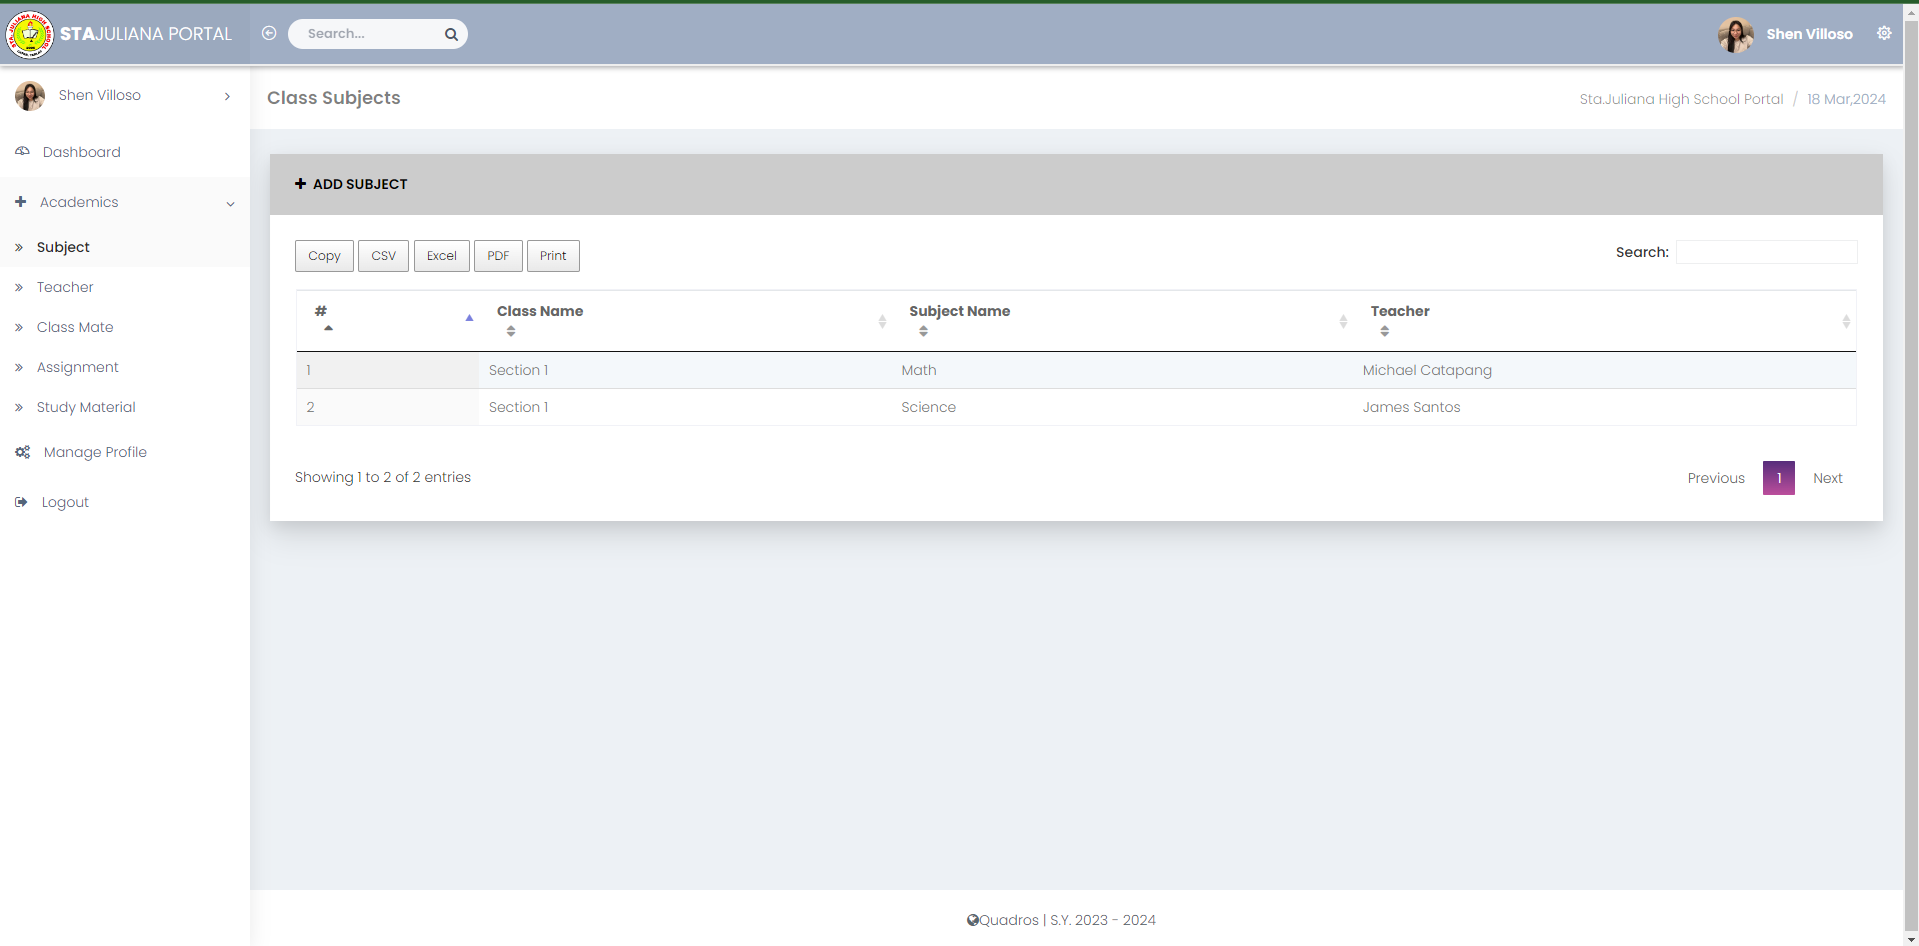 STAJULIANA PORTAL
Search...
Shen Villoso
Shen Villoso
Dashboard
Academics
Subject
Teacher
Class Mate
Assignment
Study Material
Manage Profile
Logout
Class Subjects
Sta.Juliana High School Portal / 18 Mar,2024
ADD SUBJECT
Copy CSV Excel PDF Print
Search:
# Class Name Subject Name Teacher
1 Section 1 Math Michael Catapang
2 Section 1 Science James Santos
Showing 1 to 2 of 2 entries
Previous 1 Next
Quadros | S.Y. 2023 - 2024